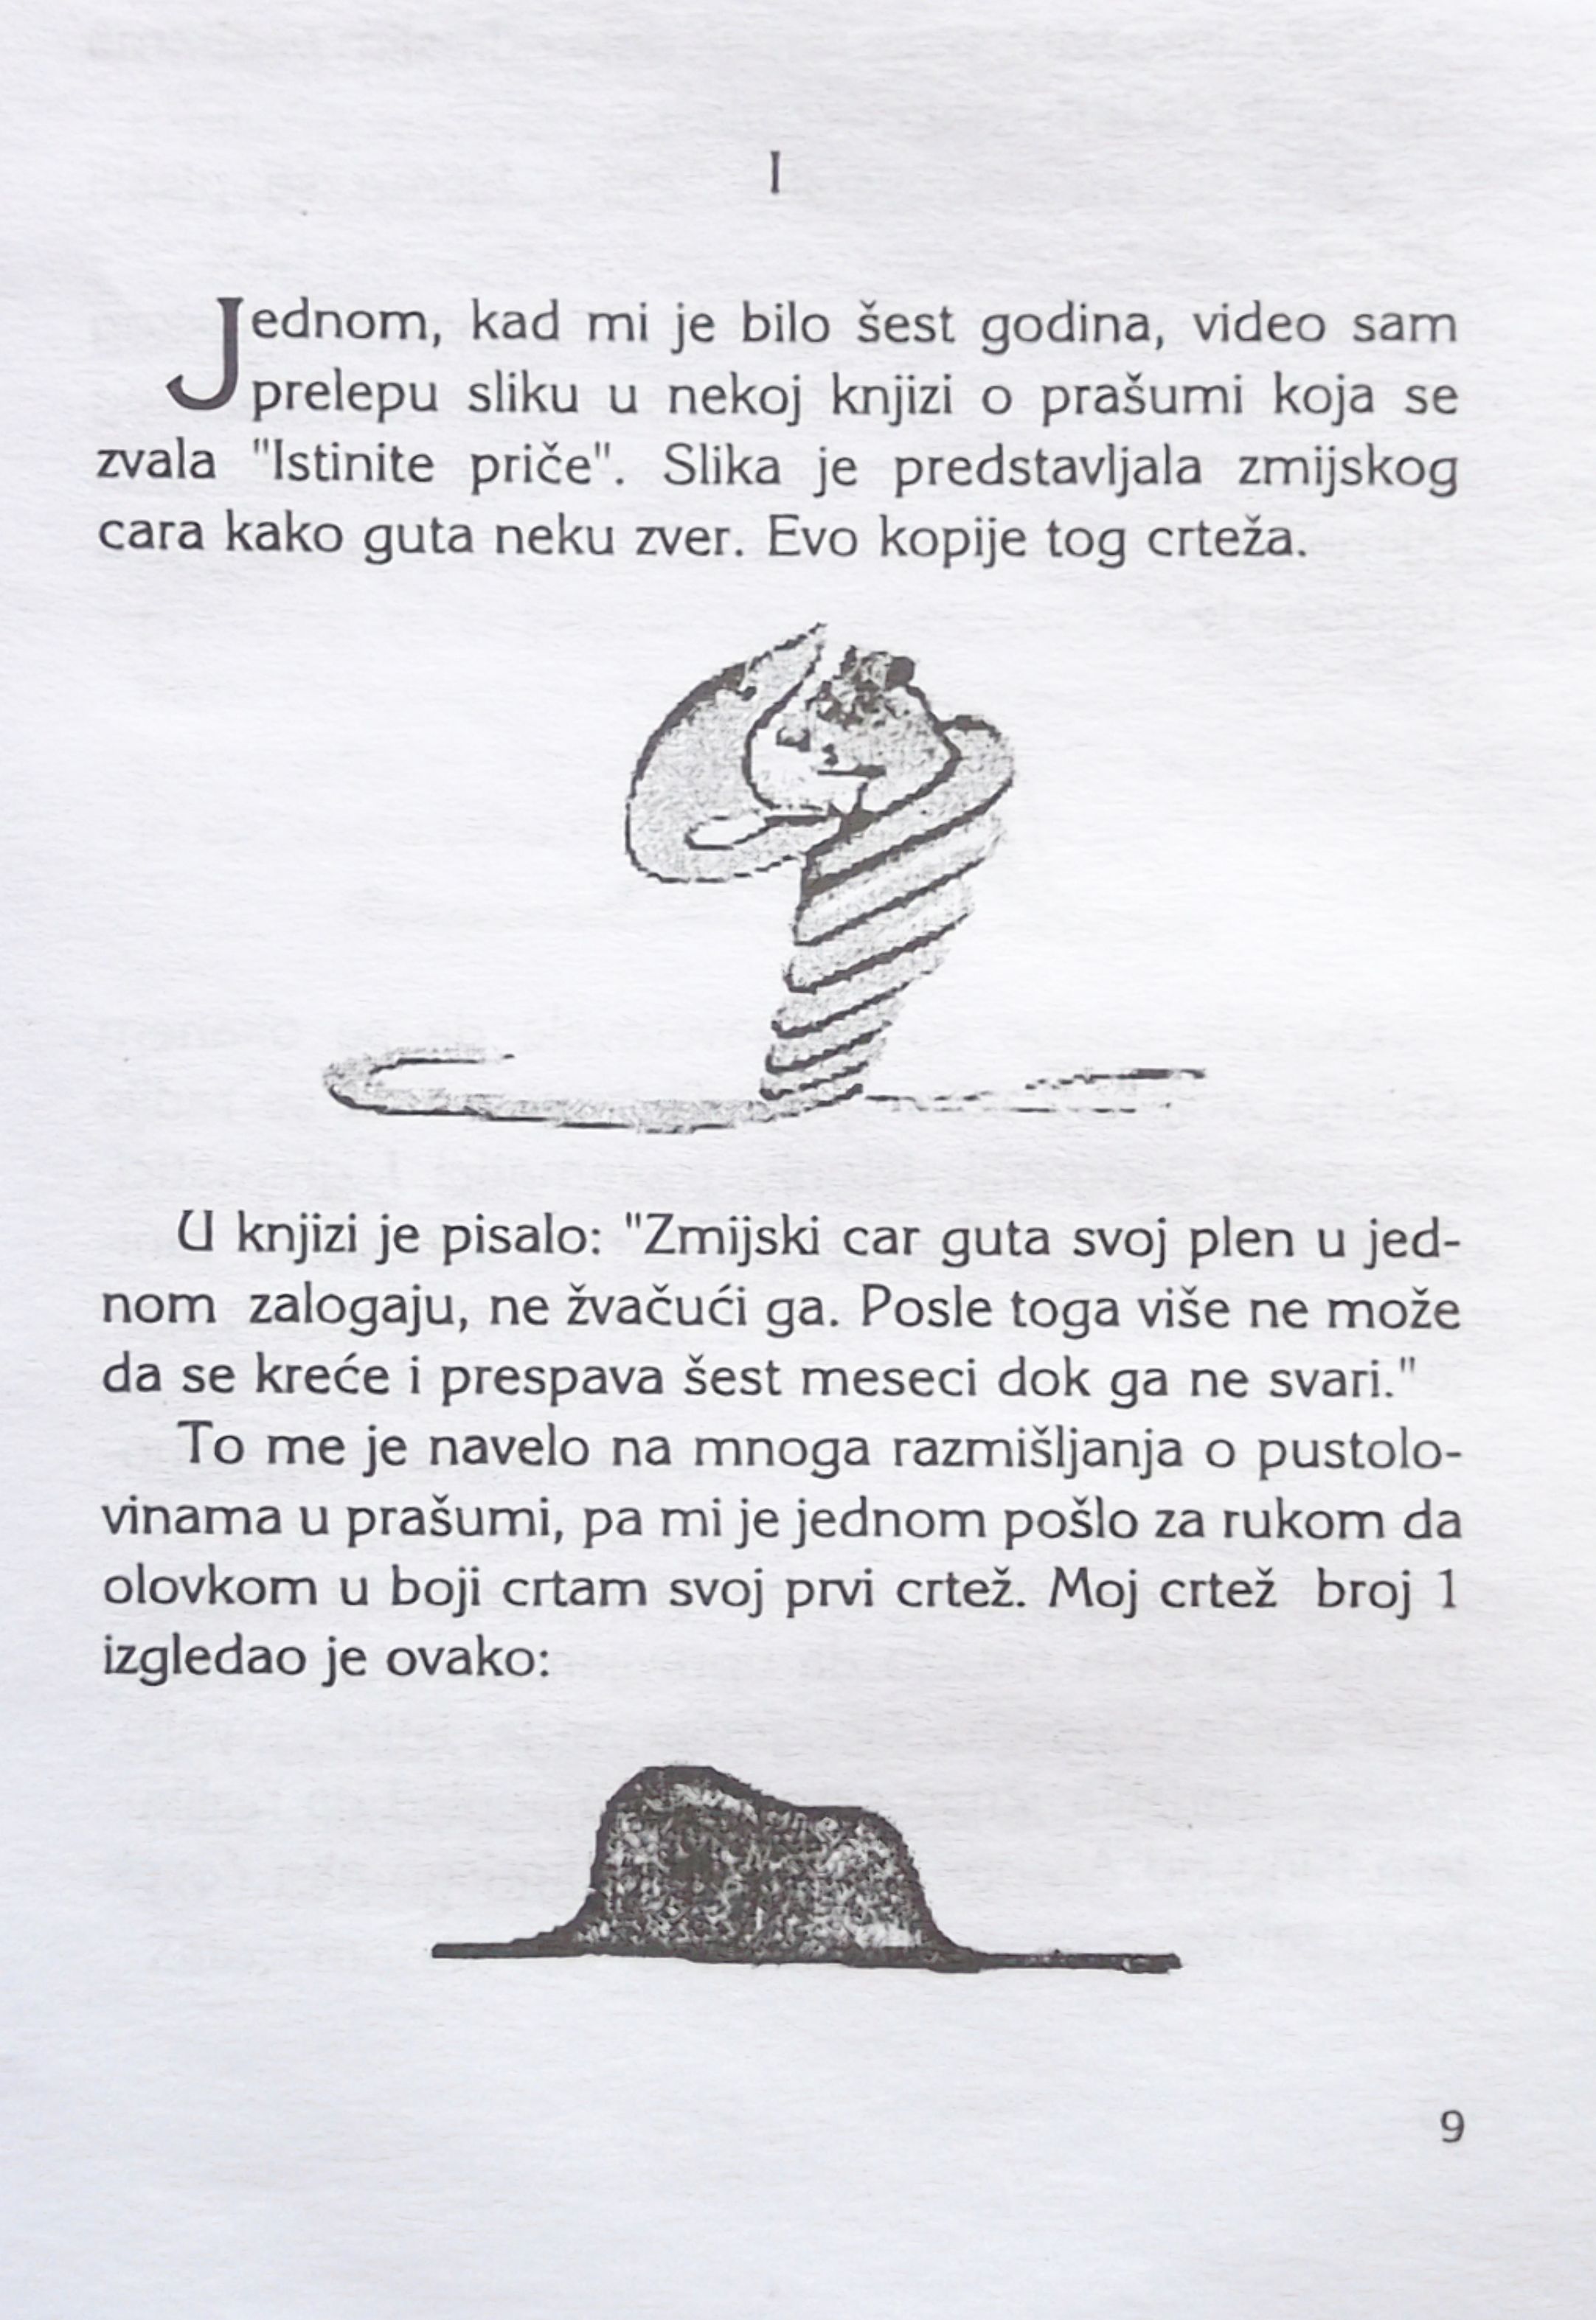 I
Jednom, kad mi je bilo šest godina, video sam
prelepu sliku u nekoj knjizi o prašumi koja se
zvala "Istinite priče". Slika je predstavljala zmijskog
cara kako guta neku zver. Evo kopije tog crteža.
U knjizi je pisalo: "Zmijski car guta svoj plen u jed-
nom zalogaju, ne žvačući ga. Posle toga više ne može
da se kreće i prespava šest meseci dok ga ne svari."
To me je navelo na mnoga razmišljanja o pustolo-
vinama u prašumi, pa mi je jednom pošlo za rukom da
olovkom u boji crtam svoj prvi crtež. Moj crtež broj 1
izgledao je ovako:
9